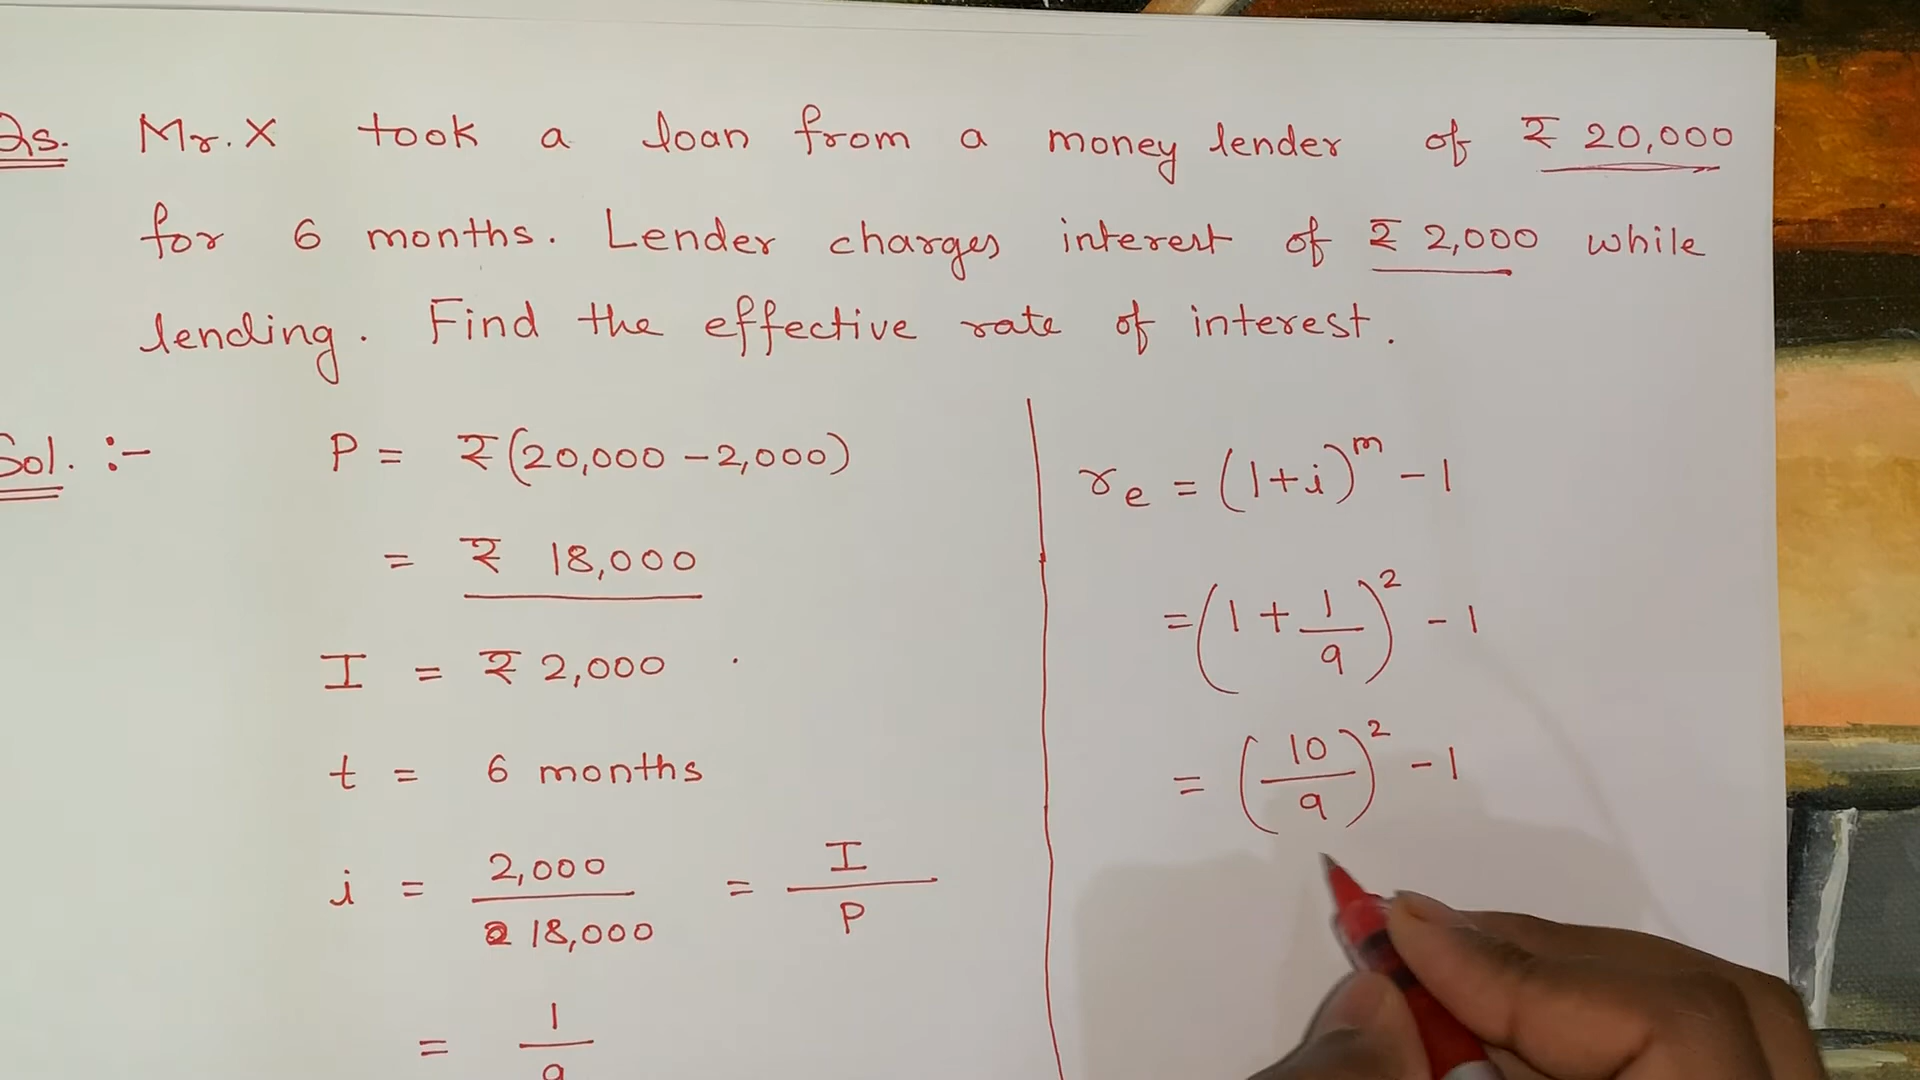 Qs. Mr. X took a loan from a money lender of ₹ 20,000
for 6 months. Lender charges interest of ₹ 2,000 while
lending. Find the effective rate of interest.
Sol. :- P = ₹ (20,000 - 2,000)
= ₹ 18,000
I = ₹ 2,000
t = 6 months
i = 2,000 / 18,000 = I / P
= 1 / 9
r_e = (1+i)^m - 1
= (1 + 1/9)^2 - 1
= (10/9)^2 - 1